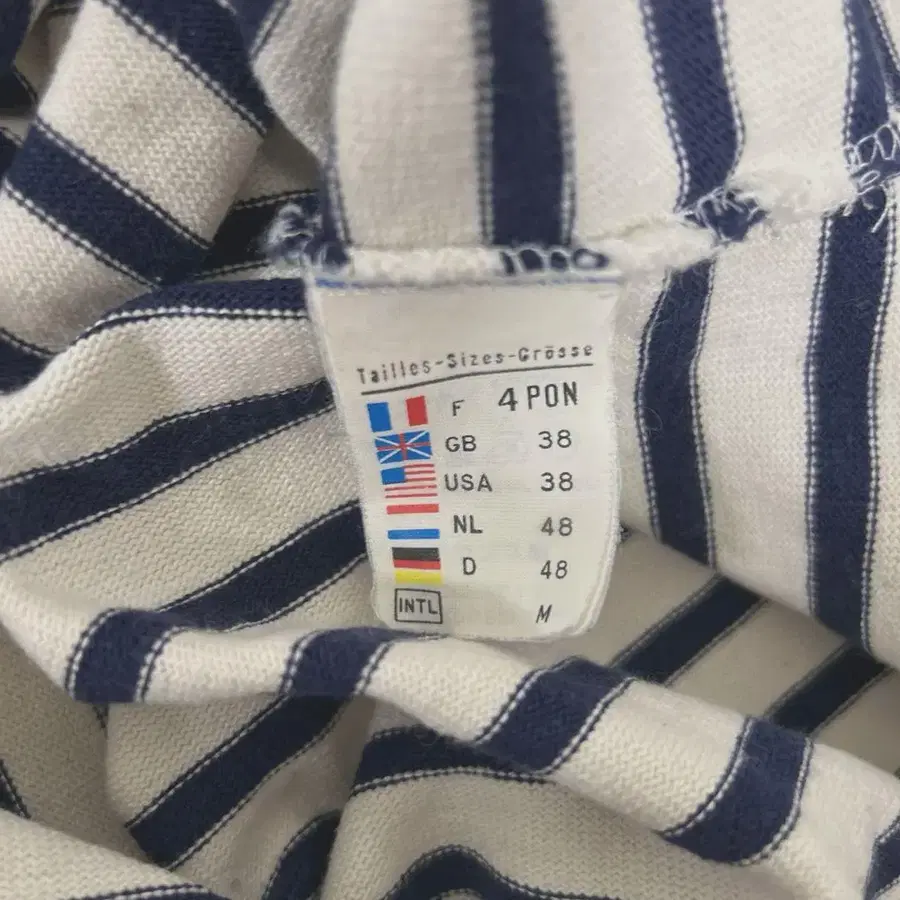 Tailles-Sizes-Grösse
F 4 PON
GB 38
USA 38
NL 48
D 48
INTL M